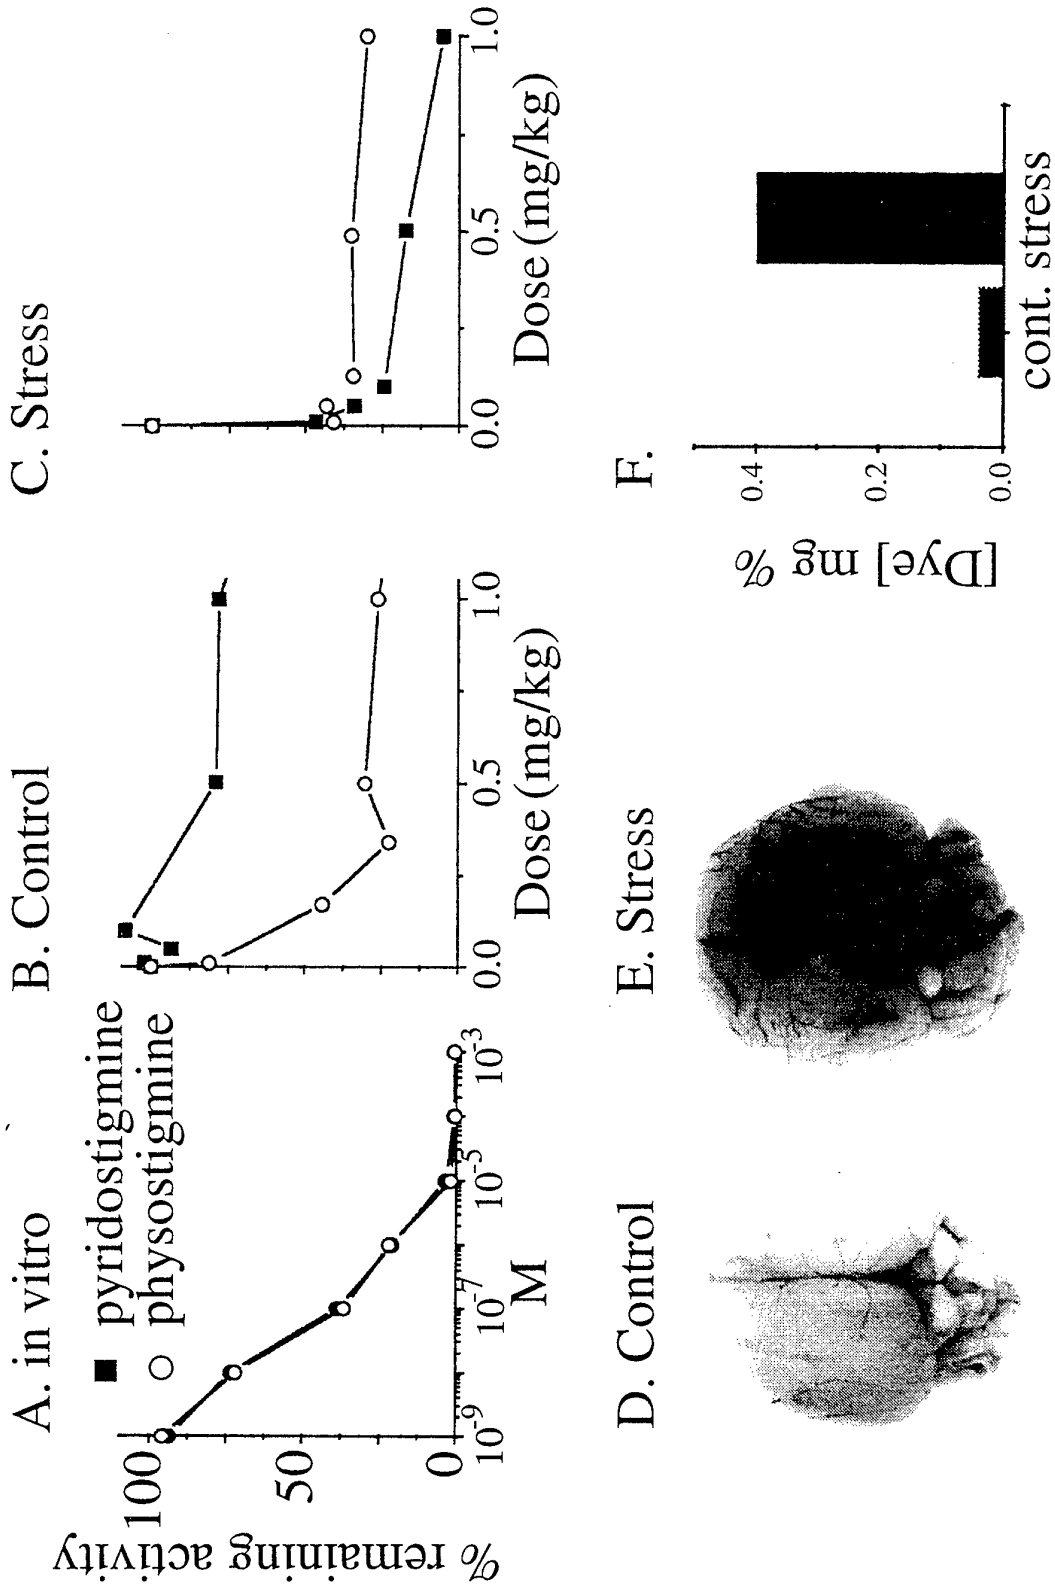 A. in vitro
■ pyridostigmine
○ physostigmine
% remaining activity
100
50
0
10⁻⁹
10⁻⁷
10⁻⁵
10⁻³
M
B. Control
0.0
0.5
1.0
Dose (mg/kg)
C. Stress
0.0
0.5
1.0
Dose (mg/kg)
D. Control
E. Stress
F.
[Dye] mg %
0.4
0.2
0.0
cont. stress